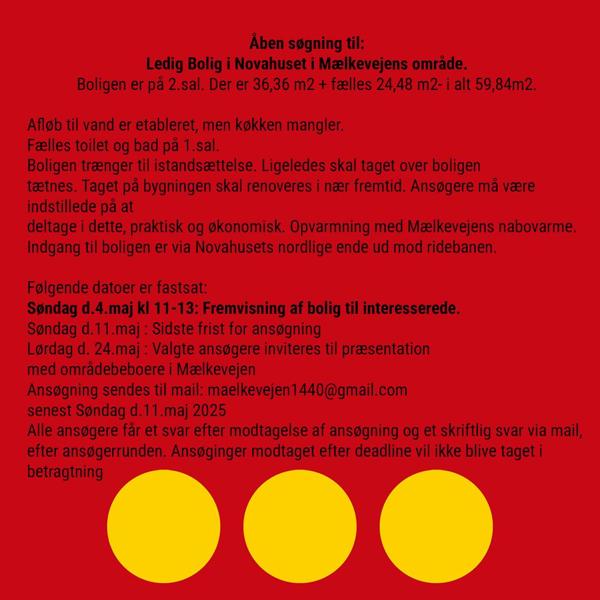 Åben søgning til:
Ledig Bolig i Novahuset i Mælkevejens område.
Boligen er på 2.sal. Der er 36,36 m2 + fælles 24,48 m2- i alt 59,84m2.
Afløb til vand er etableret, men køkken mangler.
Fælles toilet og bad på 1.sal.
Boligen trænger til istandsættelse. Ligeledes skal taget over boligen
tætnes. Taget på bygningen skal renoveres i nær fremtid. Ansøgere må være
indstillede på at
deltage i dette, praktisk og økonomisk. Opvarmning med Mælkevejens nabovarme.
Indgang til boligen er via Novahusets nordlige ende ud mod ridebanen.
Følgende datoer er fastsat:
Søndag d.4.maj kl 11-13: Fremvisning af bolig til interesserede.
Søndag d.11.maj : Sidste frist for ansøgning
Lørdag d. 24.maj : Valgte ansøgere inviteres til præsentation
med områdebeboere i Mælkevejen
Ansøgning sendes til mail: maelkevejen1440@gmail.com
senest Søndag d.11.maj 2025
Alle ansøgere får et svar efter modtagelse af ansøgning og et skriftlig svar via mail,
efter ansøgerrunden. Ansøginger modtaget efter deadline vil ikke blive taget i
betragtning